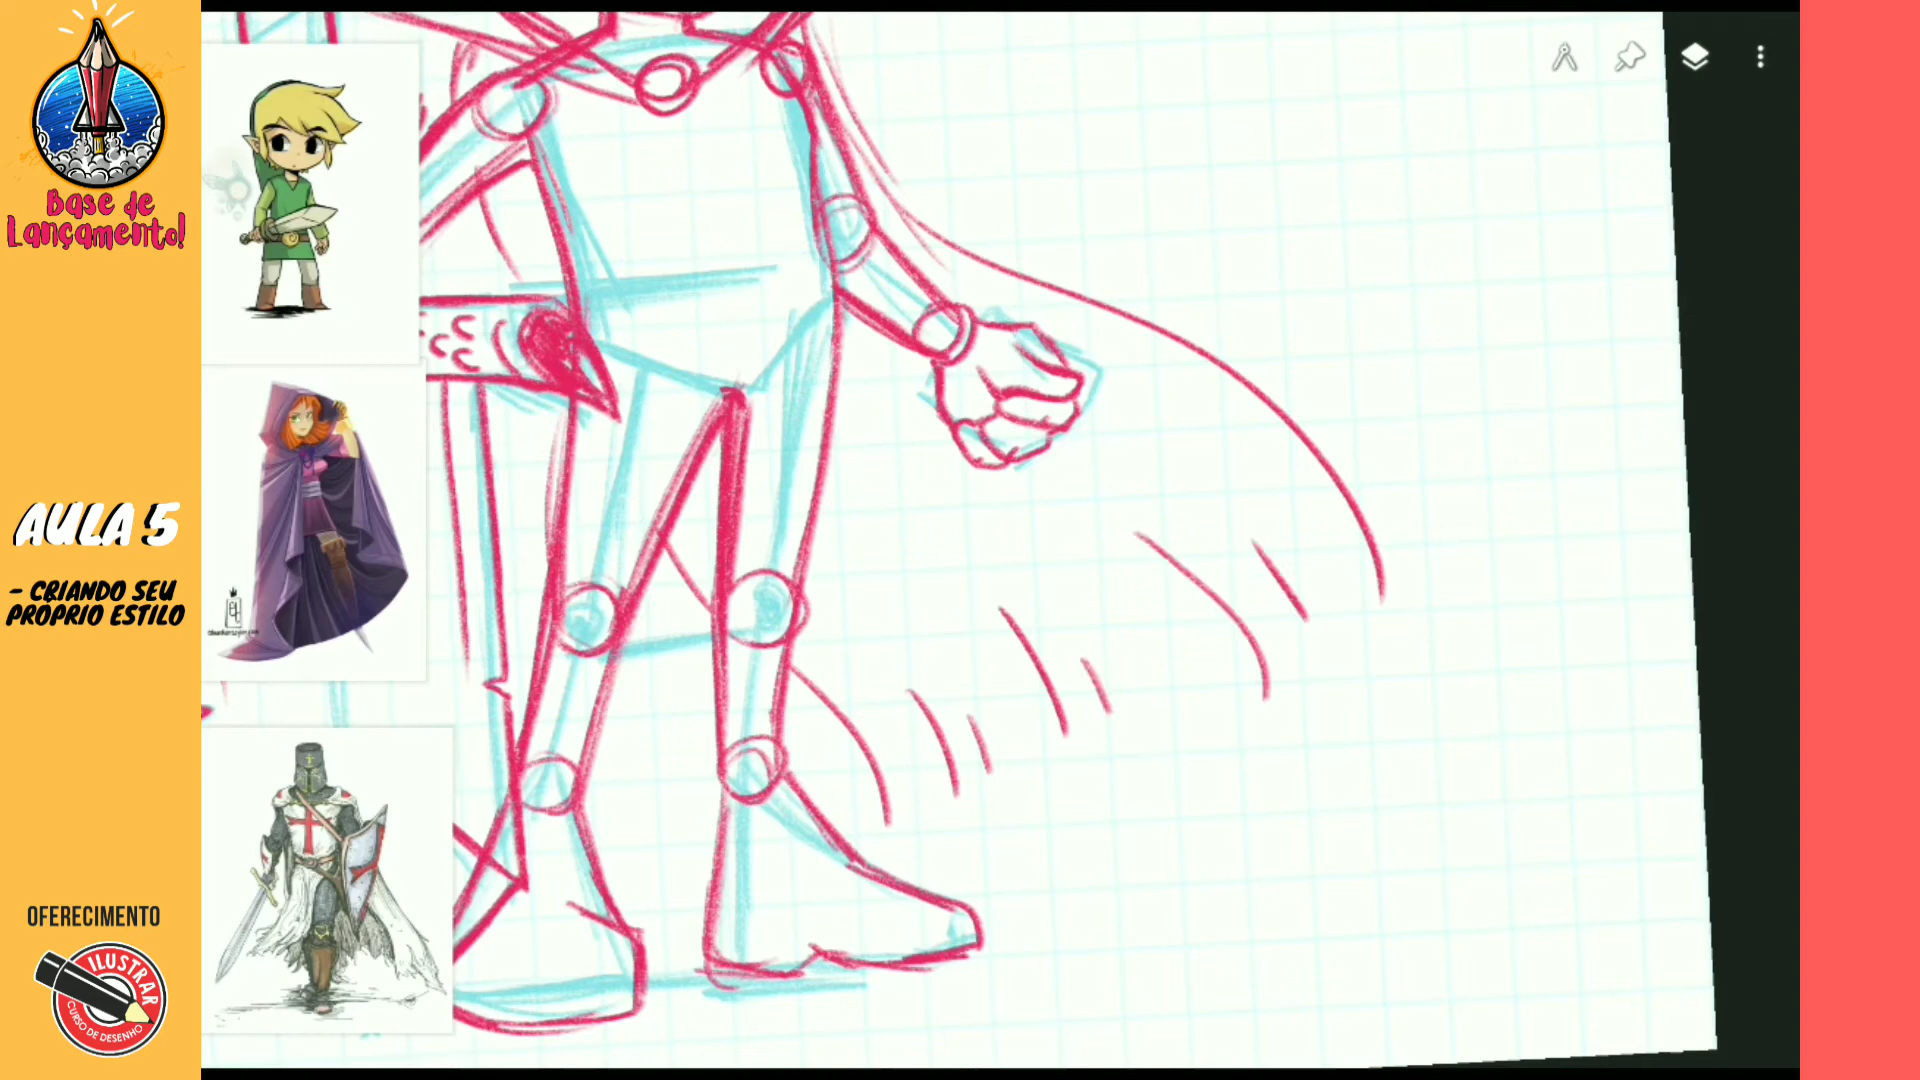 Base de
Lançamento!
AULA 5
- CRIANDO SEU
PRÓPRIO ESTILO
OFERECIMENTO
ILUSTRAR
CURSO DE DESENHO